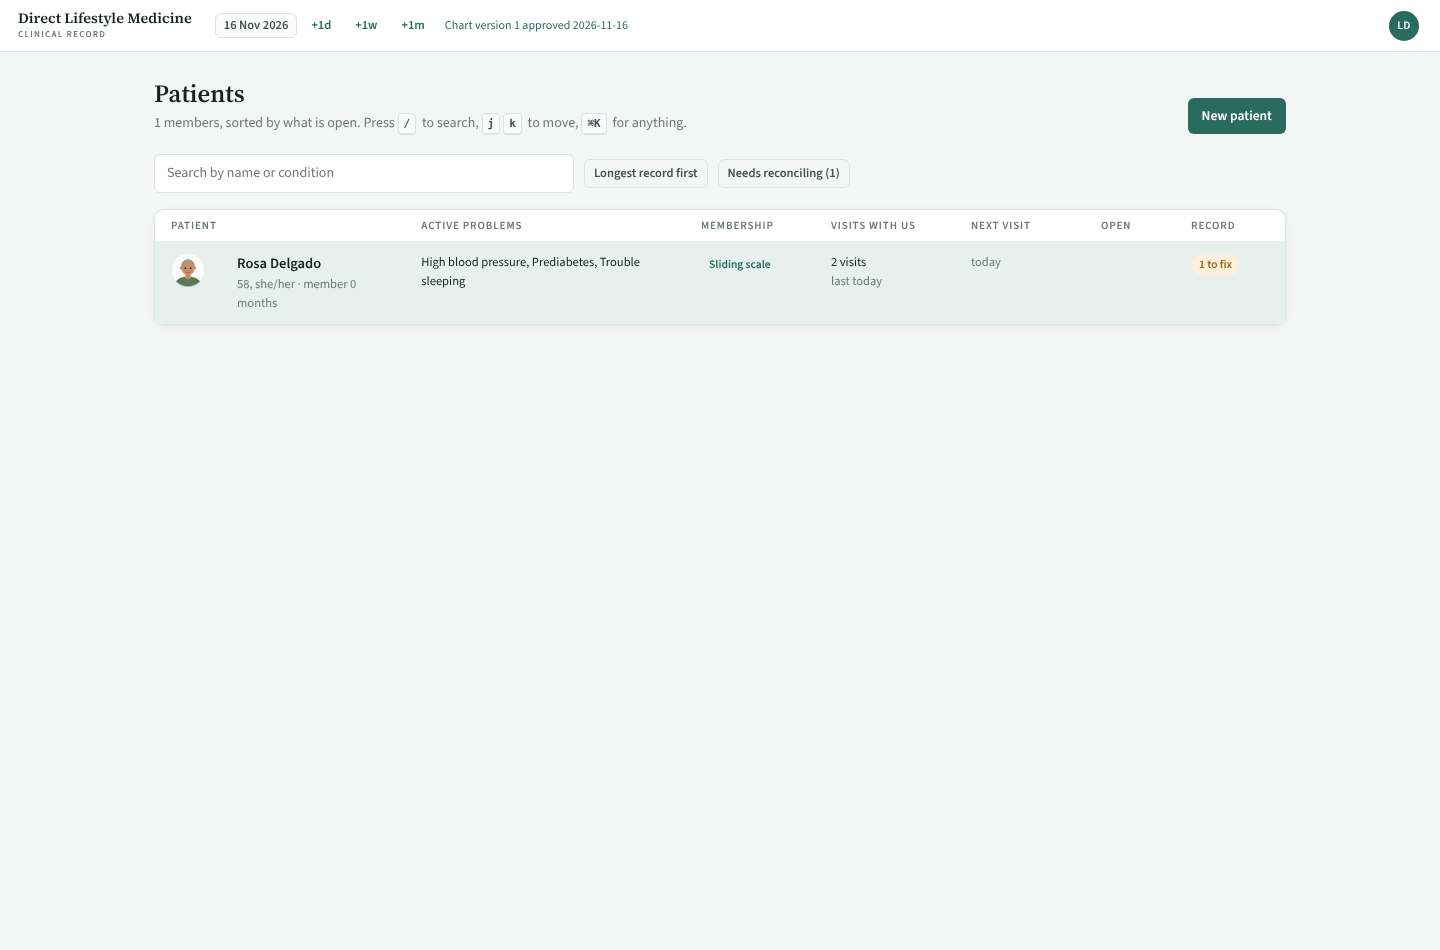 Direct Lifestyle Medicine
CLINICAL RECORD
16 Nov 2026 +1d +1w +1m Chart version 1 approved 2026-11-16
LD
Patients
1 members, sorted by what is open. Press / to search, j k to move, ⌘K for anything.
New patient
Search by name or condition
Longest record first
Needs reconciling (1)
PATIENT ACTIVE PROBLEMS MEMBERSHIP VISITS WITH US NEXT VISIT OPEN RECORD
Rosa Delgado
58, she/her · member 0
months
High blood pressure, Prediabetes, Trouble
sleeping
Sliding scale
2 visits
last today
today
1 to fix